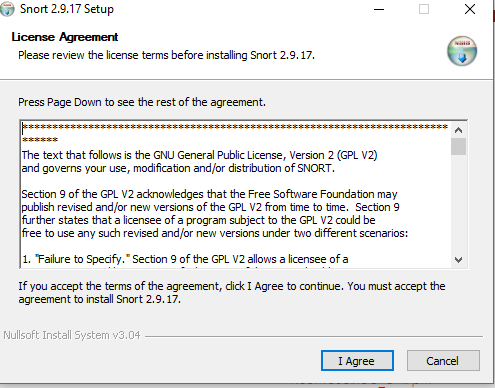 Snort 2.9.17 Setup
License Agreement
Please review the license terms before installing Snort 2.9.17.
Press Page Down to see the rest of the agreement.
***********************************************************************
******
The text that follows is the GNU General Public License, Version 2 (GPL V2)
and governs your use, modification and/or distribution of SNORT.
Section 9 of the GPL V2 acknowledges that the Free Software Foundation may
publish revised and/or new versions of the GPL V2 from time to time.  Section 9
further states that a licensee of a program subject to the GPL V2 could be
free to use any such revised and/or new versions under two different scenarios:
1. "Failure to Specify." Section 9 of the GPL V2 allows a licensee of a
If you accept the terms of the agreement, click I Agree to continue. You must accept the
agreement to install Snort 2.9.17.
Nullsoft Install System v3.04
I Agree
Cancel